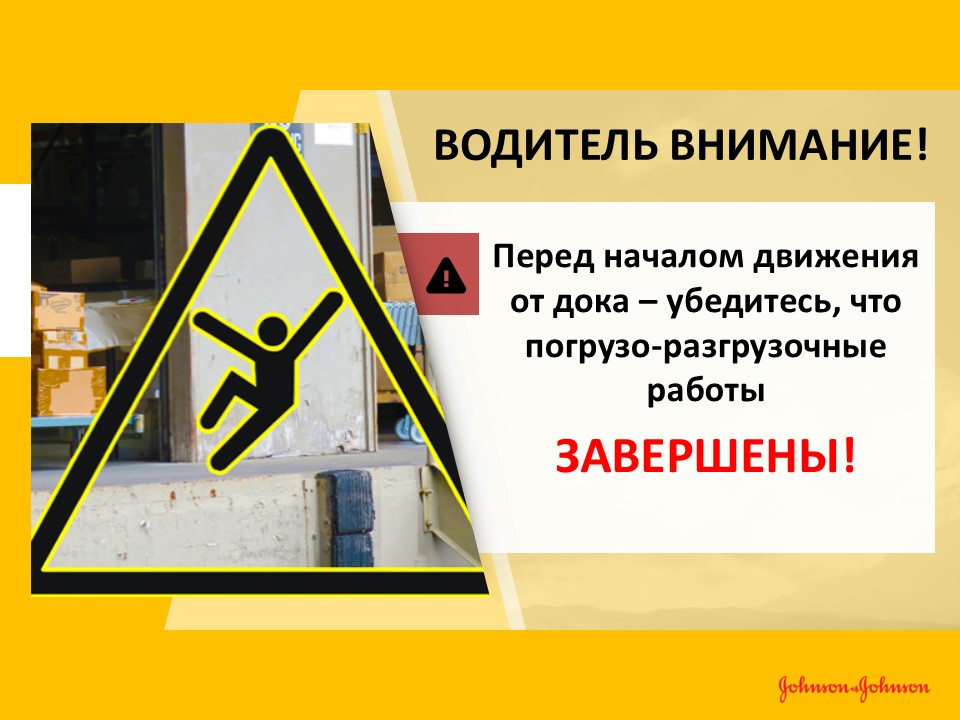 ВОДИТЕЛЬ ВНИМАНИЕ!
Перед началом движения
от дока – убедитесь, что
погрузо-разгрузочные
работы
ЗАВЕРШЕНЫ!
Johnson&Johnson